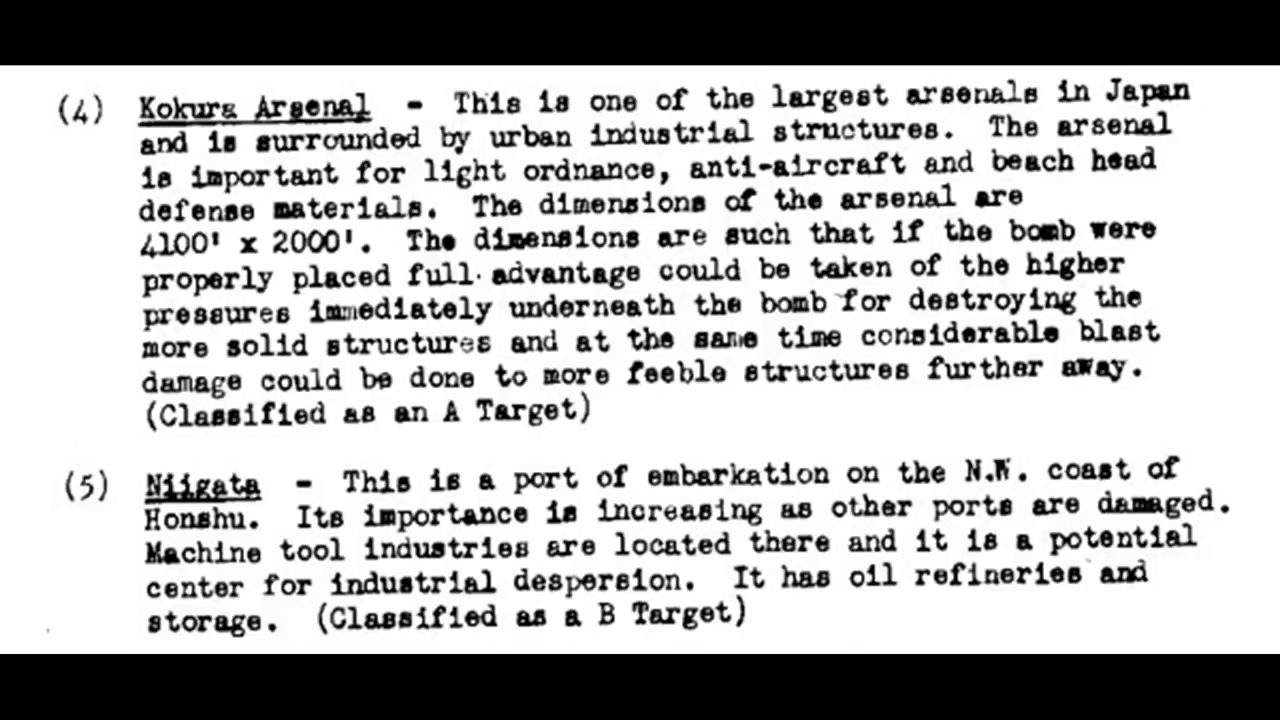 (4) Kokura Arsenal - This is one of the largest arsenals in Japan
and is surrounded by urban industrial structures. The arsenal
is important for light ordnance, anti-aircraft and beach head
defense materials. The dimensions of the arsenal are
4100' x 2000'. The dimensions are such that if the bomb were
properly placed full advantage could be taken of the higher
pressures immediately underneath the bomb for destroying the
more solid structures and at the same time considerable blast
damage could be done to more feeble structures further away.
(Classified as an A Target)
(5) Niigata - This is a port of embarkation on the N.W. coast of
Honshu. Its importance is increasing as other ports are damaged.
Machine tool industries are located there and it is a potential
center for industrial despersion. It has oil refineries and
storage. (Classified as a B Target)